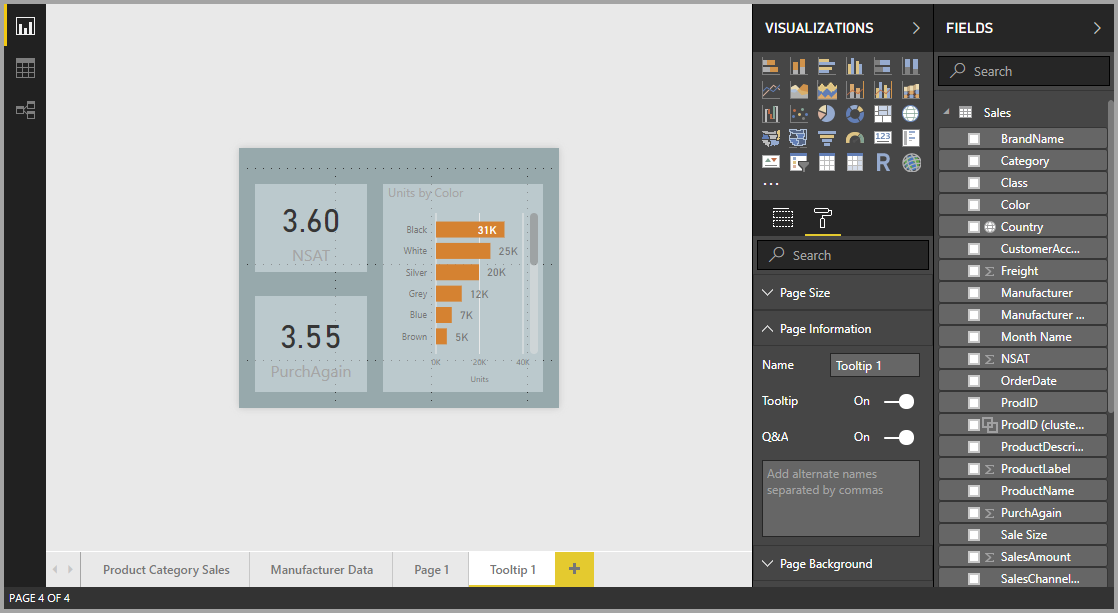 VISUALIZATIONS
FIELDS
Search
Sales
BrandName
Category
Class
Color
Country
CustomerAcc...
Freight
Manufacturer
Manufacturer ...
Month Name
NSAT
OrderDate
ProdID
ProdID (cluste...
ProductDescri...
ProductLabel
ProductName
PurchAgain
Sale Size
SalesAmount
SalesChannel...
123
R
...
Search
Page Size
Page Information
Name Tooltip 1
Tooltip On
Q&A On
Add alternate names
separated by commas
Page Background
3.60
NSAT
3.55
PurchAgain
Units by Color
Black 31K
White 25K
Silver 20K
Grey 12K
Blue 7K
Brown 5K
0K 20K 40K
Units
Product Category Sales Manufacturer Data Page 1 Tooltip 1 +
PAGE 4 OF 4